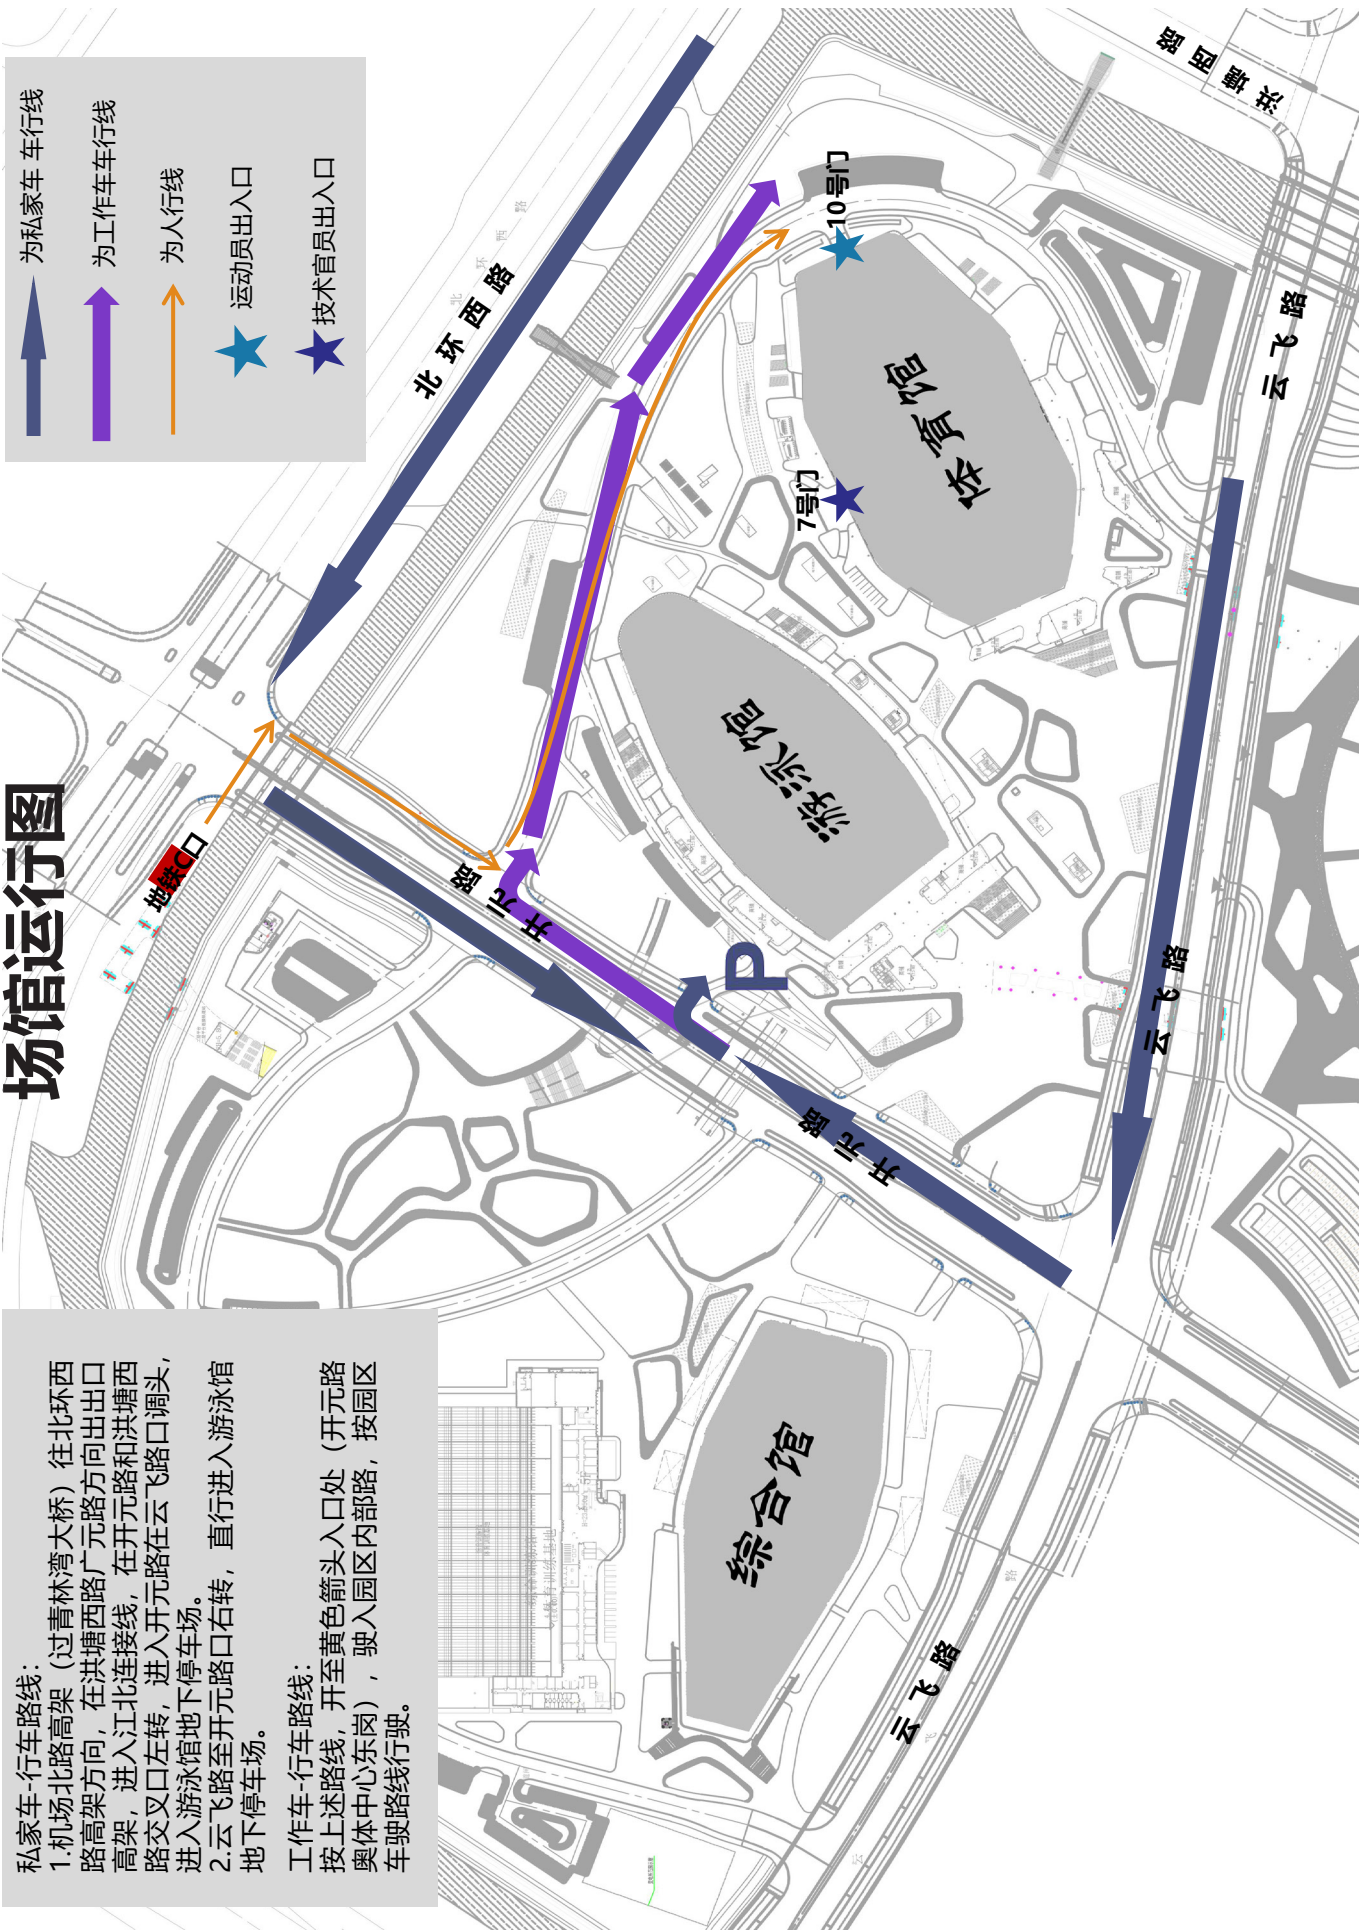 场馆运行图
私家车-行车路线：
1.机场北路高架（过青林湾大桥）往北环西
路高架方向，在洪塘西路广元路方向出出口
高架，进入江北连接线，在开元路和洪塘西
路交叉口左转，进入开元路在云飞路口调头，
进入游泳馆地下停车场。
2.云飞路至开元路口右转，直行进入游泳馆
地下停车场。
工作车-行车路线：
按上述路线，开至黄色箭头入口处（开元路
奥体中心东岗），驶入园区内部路，按园区
车驶路线行驶。
为私家车 车行线
为工作车车行线
为人行线
运动员出入口
技术官员出入口
地铁C口
北环西路
北环西路
开元路
开元路
P
游泳馆
体育馆
综合馆
7号门
10号门
洪塘西路
云飞路
云飞路
云飞路